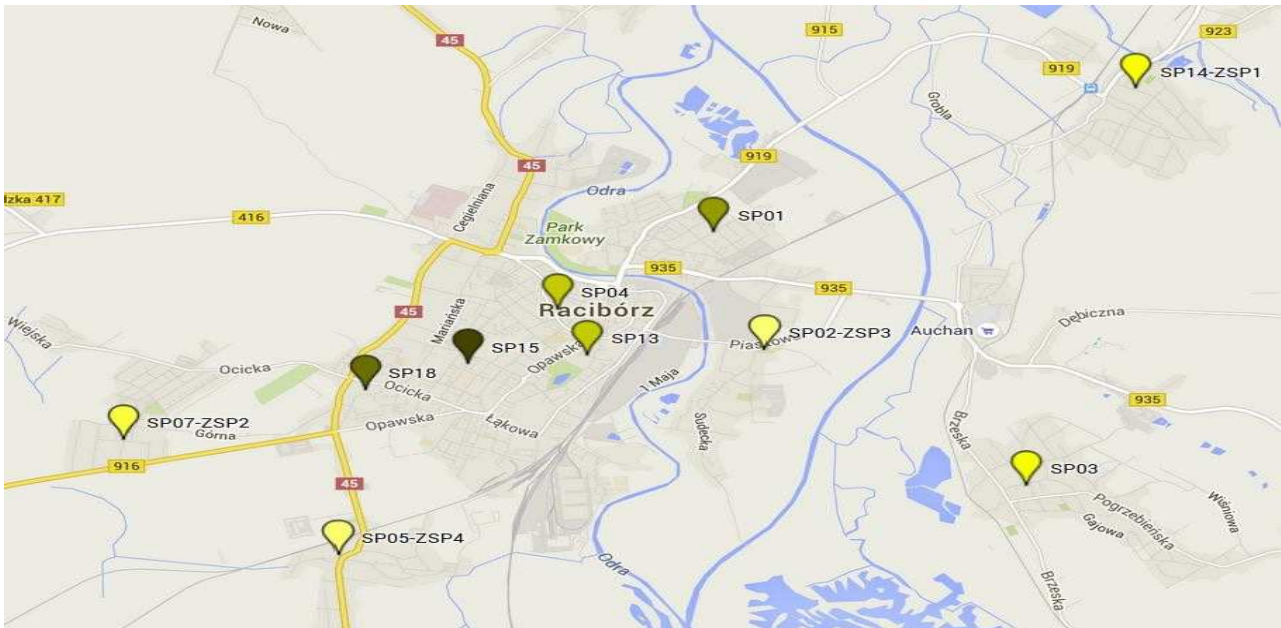 Nowa
45
915
923
919
SP14-ZSP1
Grobla
919
45
dzka 417
Cegielniana
Odra
416
SP01
Park
Zamkowy
935
935
45
SP04
Racibórz
Mariańska
Wiejska
SP15
Opawska
SP13
Piaskowa
SP02-ZSP3
Auchan
Dębiczna
Ocicka
SP18
Ocicka
1 Maja
SP07-ZSP2
Górna
Opawska
Łąkowa
Sudecka
Brzeska
935
916
45
SP03
Pogrzebieńska
Gajowa
Wiśniowa
SP05-ZSP4
Odra
Brzeska